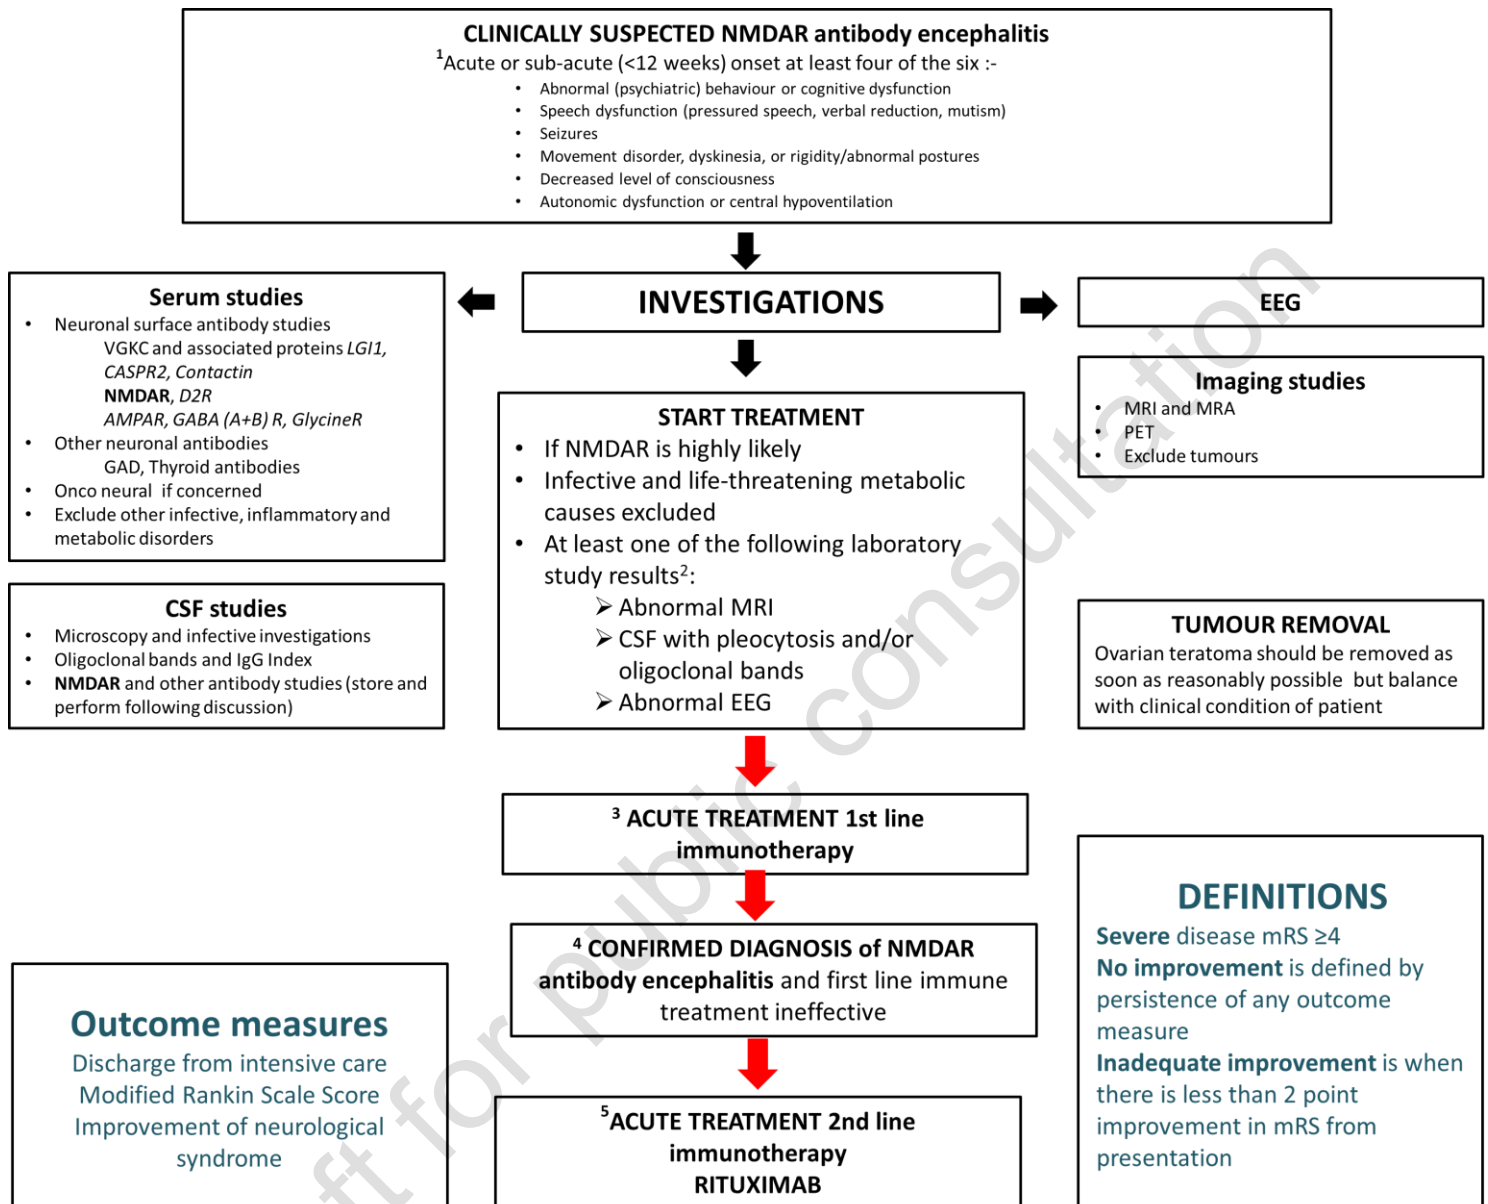 CLINICALLY SUSPECTED NMDAR antibody encephalitis
1Acute or sub-acute (<12 weeks) onset at least four of the six :-
• Abnormal (psychiatric) behaviour or cognitive dysfunction
• Speech dysfunction (pressured speech, verbal reduction, mutism)
• Seizures
• Movement disorder, dyskinesia, or rigidity/abnormal postures
• Decreased level of consciousness
• Autonomic dysfunction or central hypoventilation
INVESTIGATIONS
Serum studies
• Neuronal surface antibody studies
VGKC and associated proteins LGI1,
CASPR2, Contactin
NMDAR, D2R
AMPAR, GABA (A+B) R, GlycineR
• Other neuronal antibodies
GAD, Thyroid antibodies
• Onco neural if concerned
• Exclude other infective, inflammatory and
metabolic disorders
CSF studies
• Microscopy and infective investigations
• Oligoclonal bands and IgG Index
• NMDAR and other antibody studies (store and
perform following discussion)
EEG
Imaging studies
• MRI and MRA
• PET
• Exclude tumours
START TREATMENT
• If NMDAR is highly likely
• Infective and life-threatening metabolic
causes excluded
• At least one of the following laboratory
study results2:
➢ Abnormal MRI
➢ CSF with pleocytosis and/or
oligoclonal bands
➢ Abnormal EEG
TUMOUR REMOVAL
Ovarian teratoma should be removed as
soon as reasonably possible but balance
with clinical condition of patient
3 ACUTE TREATMENT 1st line
immunotherapy
4 CONFIRMED DIAGNOSIS of NMDAR
antibody encephalitis and first line immune
treatment ineffective
5ACUTE TREATMENT 2nd line
immunotherapy
RITUXIMAB
Outcome measures
Discharge from intensive care
Modified Rankin Scale Score
Improvement of neurological
syndrome
DEFINITIONS
Severe disease mRS ≥4
No improvement is defined by
persistence of any outcome
measure
Inadequate improvement is when
there is less than 2 point
improvement in mRS from
presentation
ft for public consultation